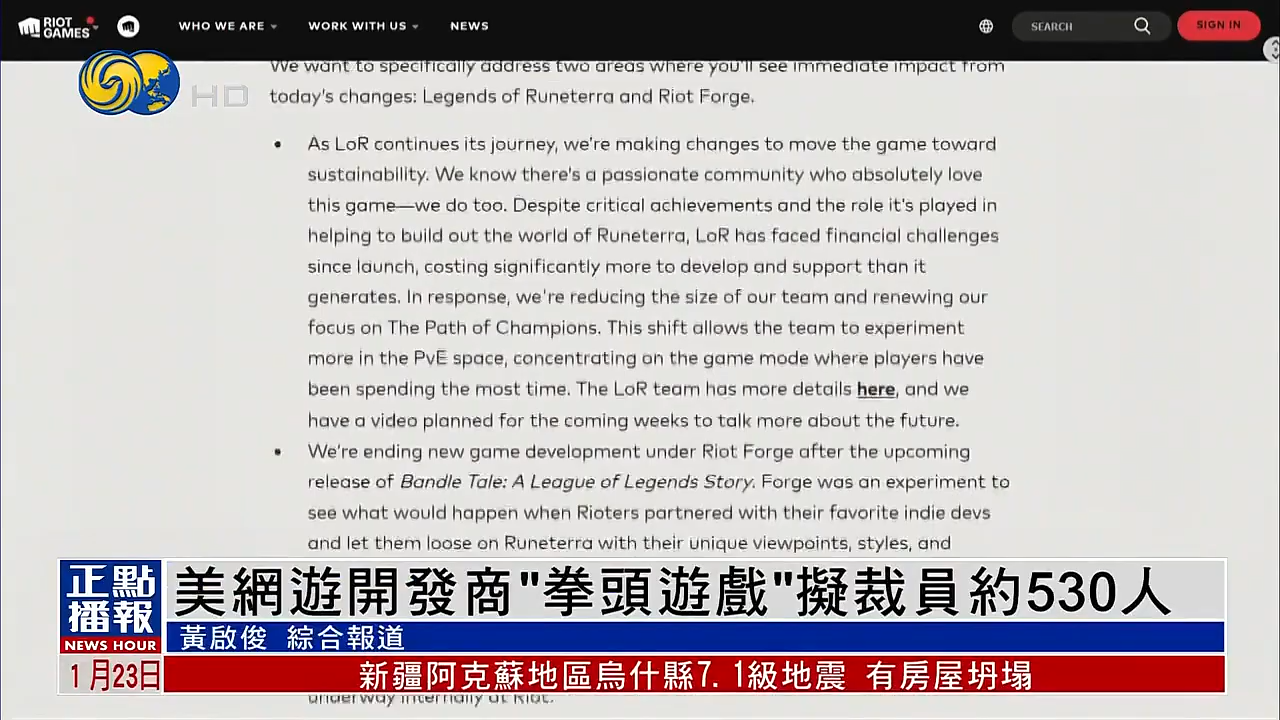 RIOT GAMES WHO WE ARE WORK WITH US NEWS SEARCH SIGN IN
HD
We want to specifically address two areas where you'll see immediate impact from
today's changes: Legends of Runeterra and Riot Forge.
• As LoR continues its journey, we're making changes to move the game toward
sustainability. We know there's a passionate community who absolutely love
this game—we do too. Despite critical achievements and the role it's played in
helping to build out the world of Runeterra, LoR has faced financial challenges
since launch, costing significantly more to develop and support than it
generates. In response, we're reducing the size of our team and renewing our
focus on The Path of Champions. This shift allows the team to experiment
more in the PvE space, concentrating on the game mode where players have
been spending the most time. The LoR team has more details here, and we
have a video planned for the coming weeks to talk more about the future.
• We're ending new game development under Riot Forge after the upcoming
release of Bandle Tale: A League of Legends Story. Forge was an experiment to
see what would happen when Rioters partnered with their favorite indie devs
and let them loose on Runeterra with their unique viewpoints, styles, and
正點
播報
NEWS HOUR
美網遊開發商"拳頭遊戲"擬裁員約530人
黃啟俊 綜合報道
1月23日
新疆阿克蘇地區烏什縣7.1級地震 有房屋坍塌
underway internally at Riot.